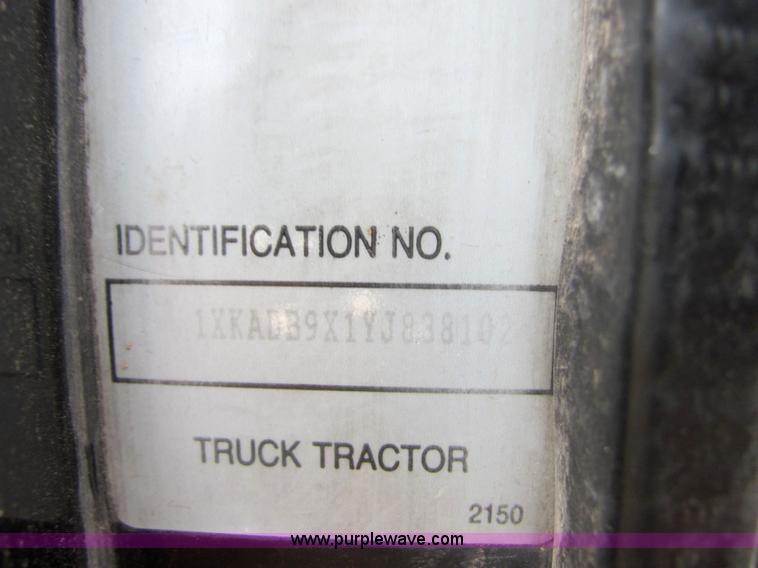 IDENTIFICATION NO.
1XKADB9X1YJ838102
TRUCK TRACTOR
2150
www.purplewave.com